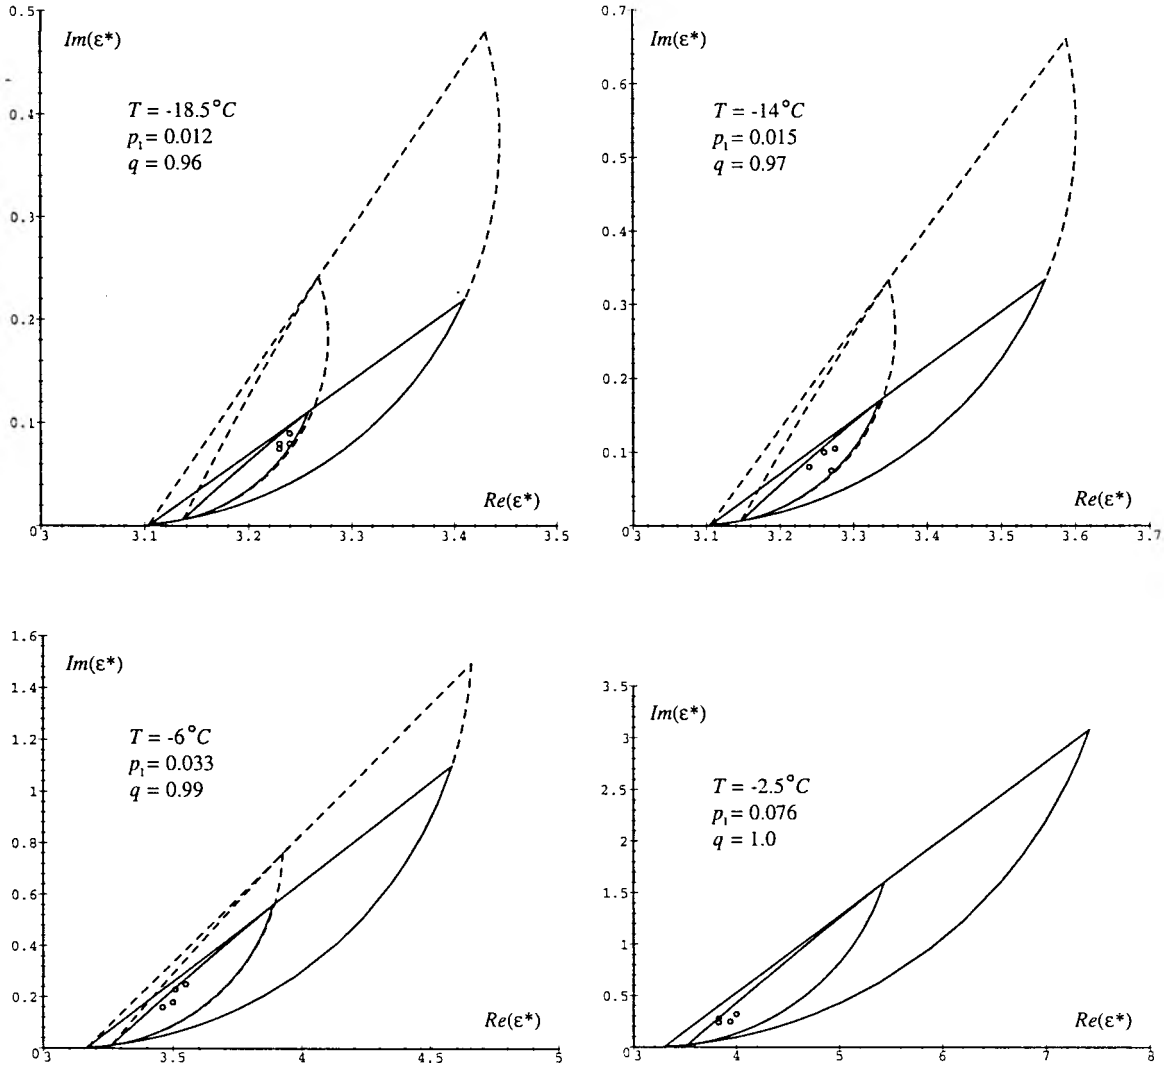 0.5
Im(ε*)
0.4
T = -18.5°C
p₁= 0.012
q = 0.96
0.3
0.2
0.1
Re(ε*)
0 3 3.1 3.2 3.3 3.4 3.5
0.7
Im(ε*)
0.6
T = -14°C
p₁= 0.015
q = 0.97
0.5
0.4
0.3
0.2
0.1
Re(ε*)
0 3 3.1 3.2 3.3 3.4 3.5 3.6 3.7
1.6
Im(ε*)
1.4
T = -6°C
p₁= 0.033
q = 0.99
1.2
1
0.8
0.6
0.4
0.2
Re(ε*)
0 3 3.5 4 4.5 5
3.5
Im(ε*)
3
T = -2.5°C
p₁= 0.076
q = 1.0
2.5
2
1.5
1
0.5
Re(ε*)
0 3 4 5 6 7 8